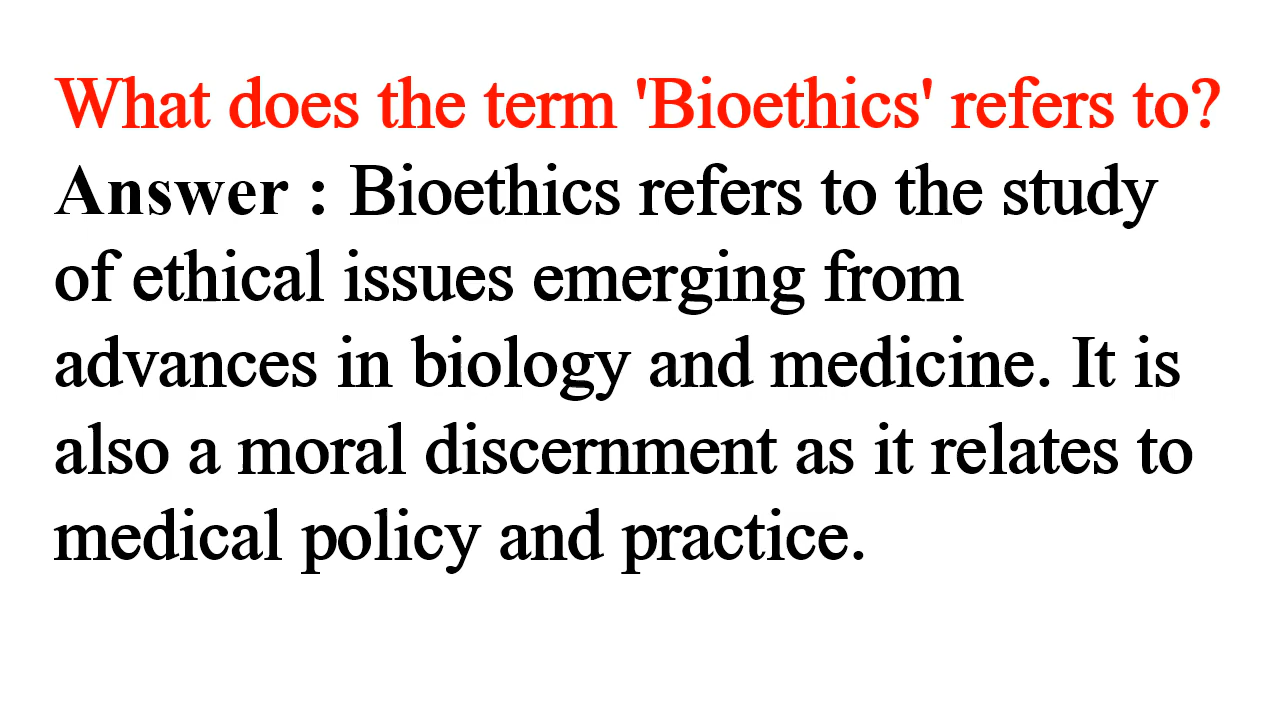 What does the term 'Bioethics' refers to?
Answer : Bioethics refers to the study
of ethical issues emerging from
advances in biology and medicine. It is
also a moral discernment as it relates to
medical policy and practice.